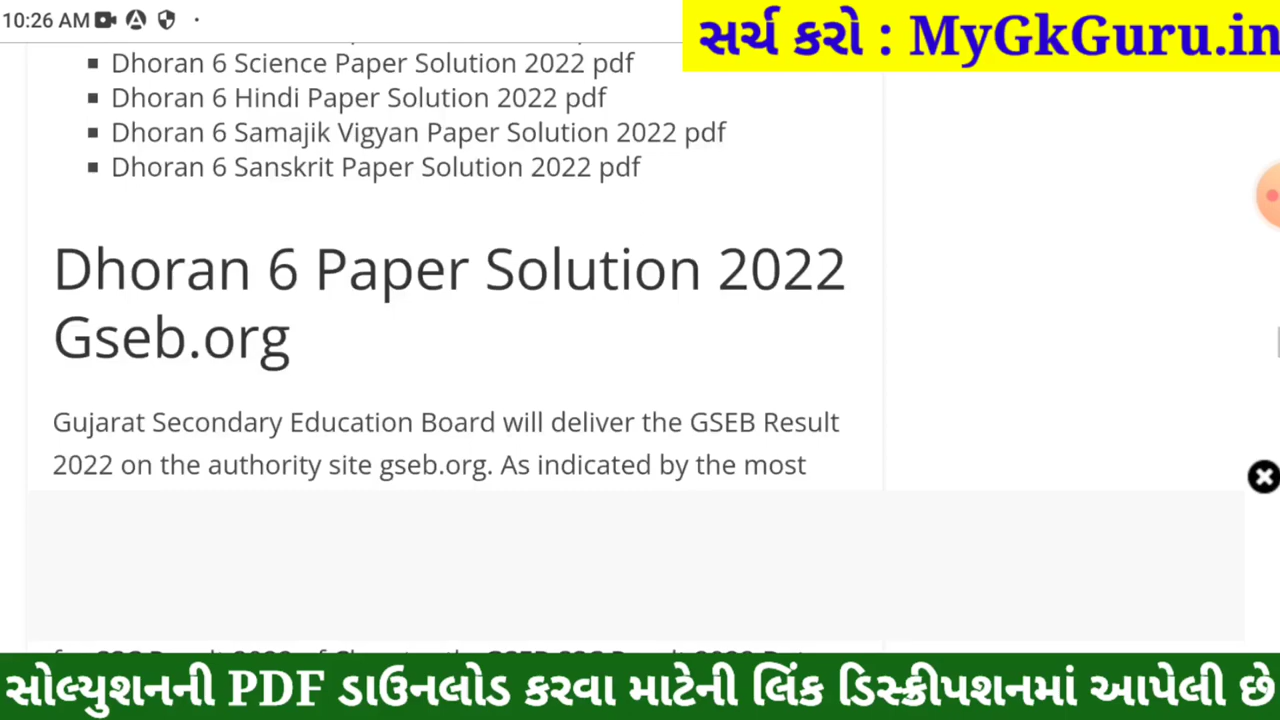 10:26 AM
સર્ચ કરો : MyGkGuru.in
Dhoran 6 Science Paper Solution 2022 pdf
Dhoran 6 Hindi Paper Solution 2022 pdf
Dhoran 6 Samajik Vigyan Paper Solution 2022 pdf
Dhoran 6 Sanskrit Paper Solution 2022 pdf
Dhoran 6 Paper Solution 2022
Gseb.org
Gujarat Secondary Education Board will deliver the GSEB Result
2022 on the authority site gseb.org. As indicated by the most
સોલ્યુશનની PDF ડાઉનલોડ કરવા માટેની લિંક ડિસ્ક્રીપશનમાં આપેલી છે